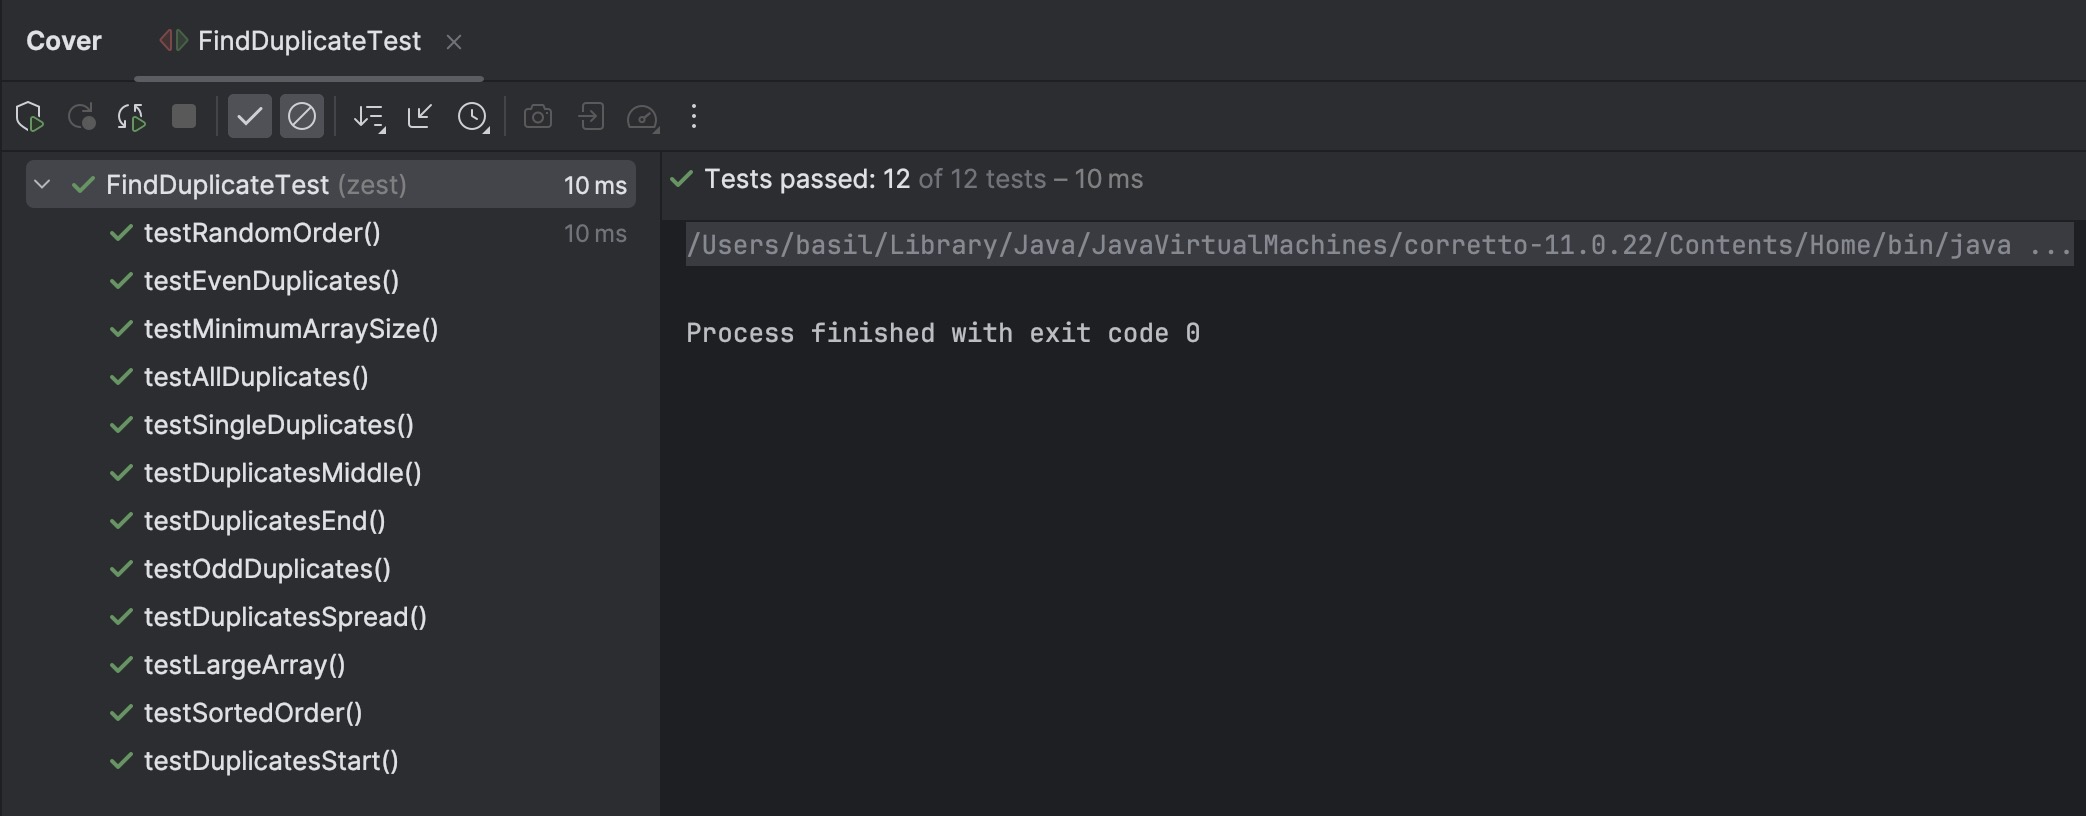 Cover FindDuplicateTest
FindDuplicateTest (zest) 10 ms
testRandomOrder() 10 ms
testEvenDuplicates()
testMinimumArraySize()
testAllDuplicates()
testSingleDuplicates()
testDuplicatesMiddle()
testDuplicatesEnd()
testOddDuplicates()
testDuplicatesSpread()
testLargeArray()
testSortedOrder()
testDuplicatesStart()
Tests passed: 12 of 12 tests – 10 ms
/Users/basil/Library/Java/JavaVirtualMachines/corretto-11.0.22/Contents/Home/bin/java ...
Process finished with exit code 0